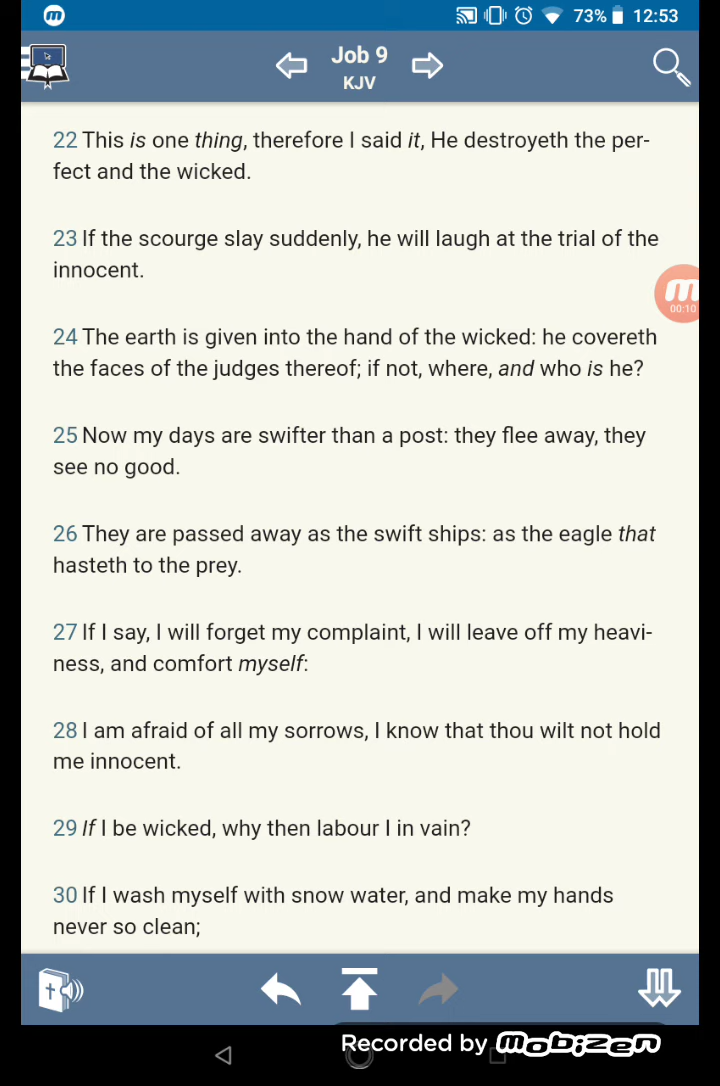 m 73% 12:53
Job 9
KJV
22 This is one thing, therefore I said it, He destroyeth the per-
fect and the wicked.
23 If the scourge slay suddenly, he will laugh at the trial of the
innocent.
m
00:10
24 The earth is given into the hand of the wicked: he covereth
the faces of the judges thereof; if not, where, and who is he?
25 Now my days are swifter than a post: they flee away, they
see no good.
26 They are passed away as the swift ships: as the eagle that
hasteth to the prey.
27 If I say, I will forget my complaint, I will leave off my heavi-
ness, and comfort myself:
28 I am afraid of all my sorrows, I know that thou wilt not hold
me innocent.
29 If I be wicked, why then labour I in vain?
30 If I wash myself with snow water, and make my hands
never so clean;
Recorded by mobizen